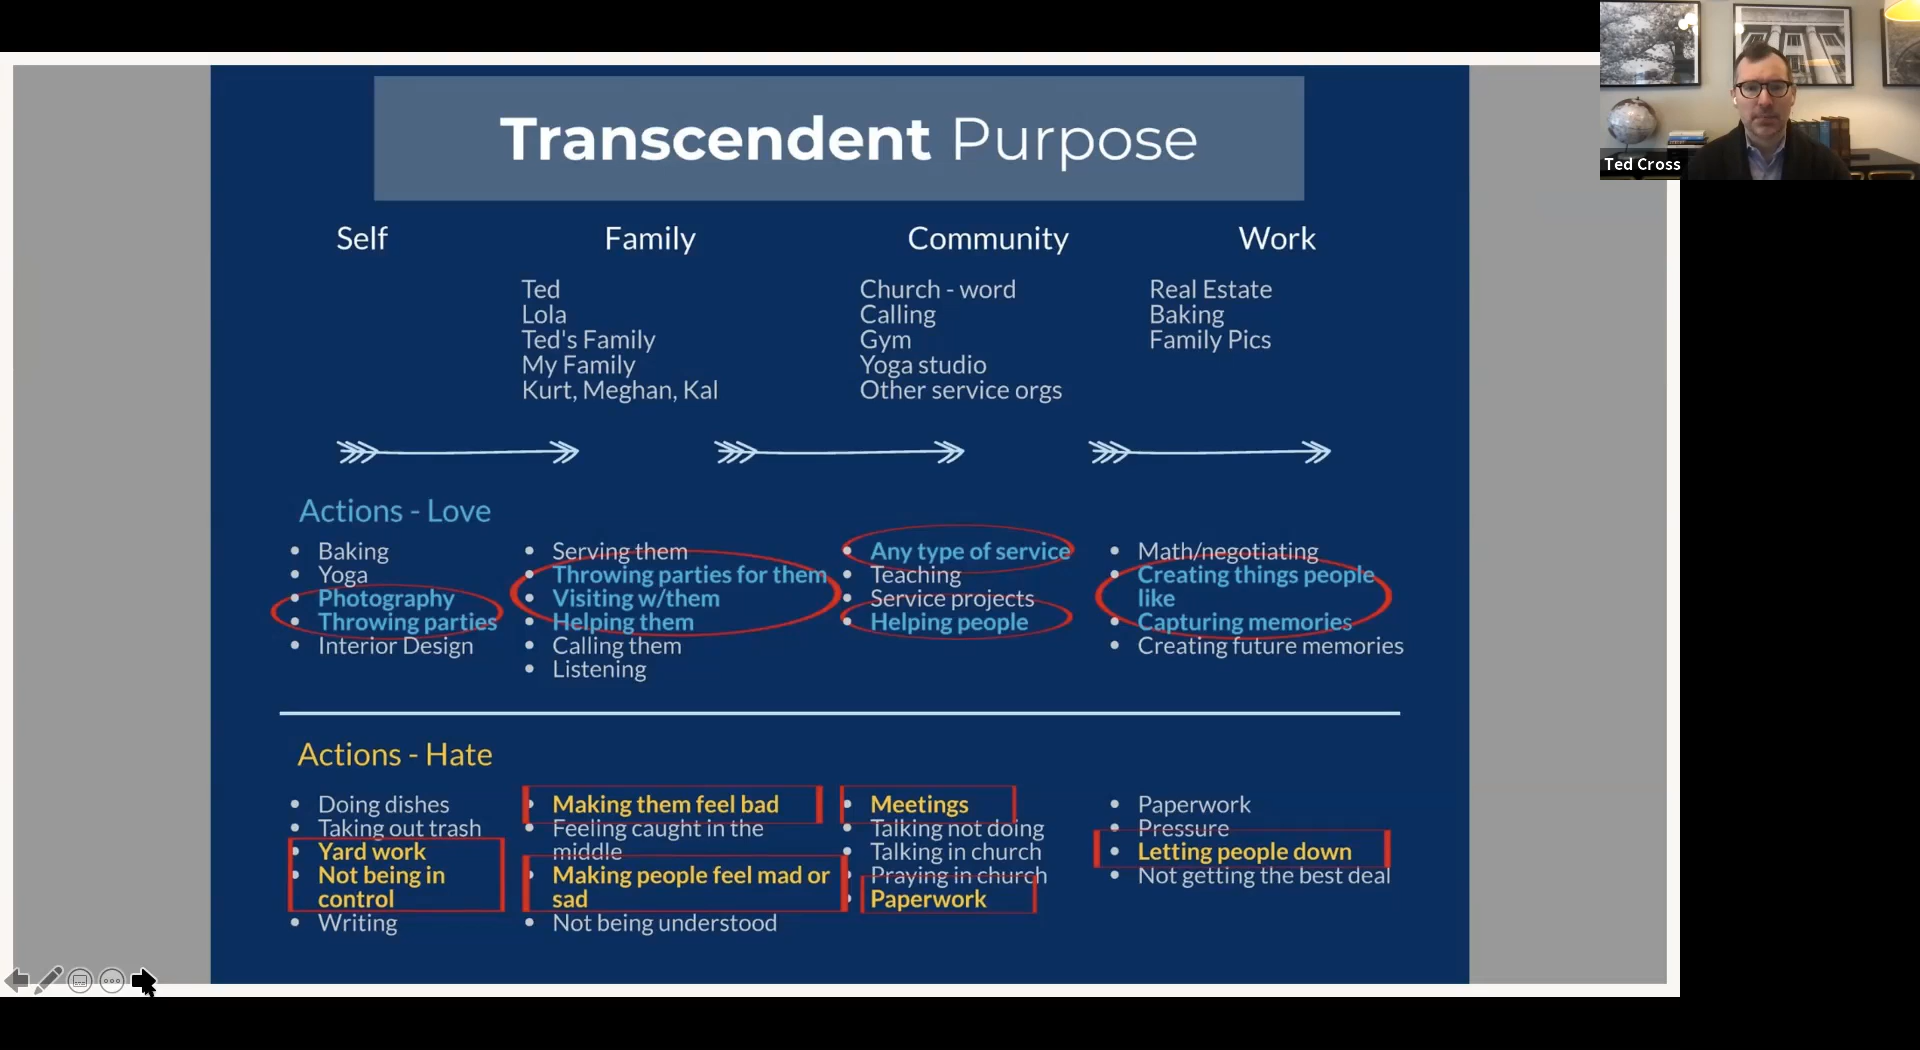 Transcendent Purpose
Self
Family
Community
Work
Ted
Lola
Ted's Family
My Family
Kurt, Meghan, Kal
Church - word
Calling
Gym
Yoga studio
Other service orgs
Real Estate
Baking
Family Pics
Actions - Love
Baking
Yoga
Photography
Throwing parties
Interior Design
Serving them
Throwing parties for them
Visiting w/them
Helping them
Calling them
Listening
Any type of service
Teaching
Service projects
Helping people
Math/negotiating
Creating things people
like
Capturing memories
Creating future memories
Actions - Hate
Doing dishes
Taking out trash
Yard work
Not being in
control
Writing
Making them feel bad
Feeling caught in the
middle
Making people feel mad or
sad
Not being understood
Meetings
Talking not doing
Talking in church
Praying in church
Paperwork
Paperwork
Pressure
Letting people down
Not getting the best deal
Ted Cross